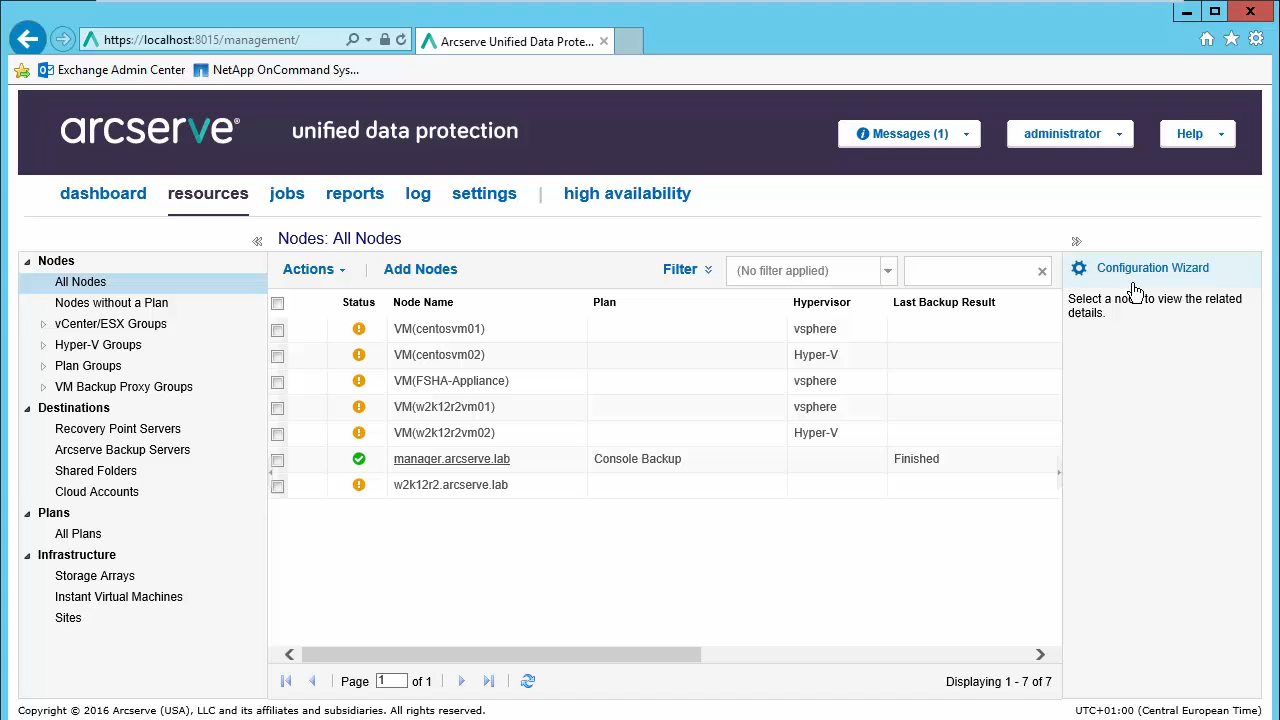 https://localhost:8015/management/
Arcserve Unified Data Prote...
Exchange Admin Center
NetApp OnCommand Sys...
arcserve®
unified data protection
Messages (1)
administrator
Help
dashboard
resources
jobs
reports
log
settings
|
high availability
Nodes: All Nodes
Nodes
All Nodes
Nodes without a Plan
vCenter/ESX Groups
Hyper-V Groups
Plan Groups
VM Backup Proxy Groups
Destinations
Recovery Point Servers
Arcserve Backup Servers
Shared Folders
Cloud Accounts
Plans
All Plans
Infrastructure
Storage Arrays
Instant Virtual Machines
Sites
Actions
Add Nodes
Filter
(No filter applied)
Status Node Name Plan Hypervisor Last Backup Result
VM(centosvm01) vsphere
VM(centosvm02) Hyper-V
VM(FSHA-Appliance) vsphere
VM(w2k12r2vm01) vsphere
VM(w2k12r2vm02) Hyper-V
manager.arcserve.lab Console Backup Finished
w2k12r2.arcserve.lab
Page 1 of 1
Displaying 1 - 7 of 7
Configuration Wizard
Select a node to view the related
details.
Copyright © 2016 Arcserve (USA), LLC and its affiliates and subsidiaries. All rights reserved.
UTC+01:00 (Central European Time)